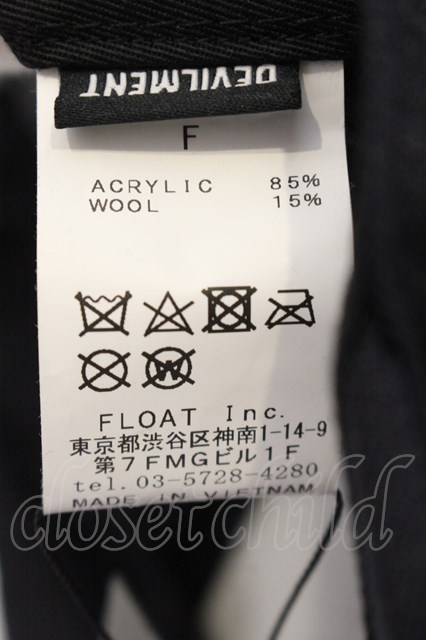 DEVILMENT
F
ACRYLIC 85%
WOOL 15%
W
FLOAT Inc.
東京都渋谷区神南1-14-9
第7FMGビル1F
tel.03-5728-4280
MADE IN VIETNAM
closetchild